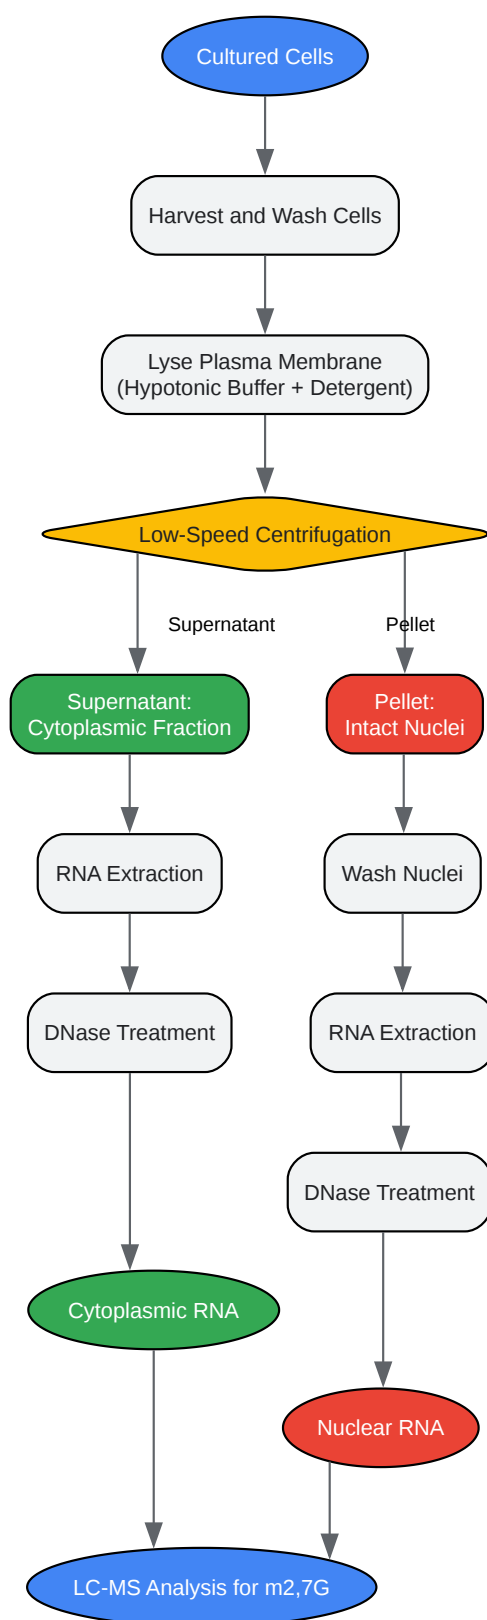 Cultured Cells
Harvest and Wash Cells
Lyse Plasma Membrane
(Hypotonic Buffer + Detergent)
Low-Speed Centrifugation
Supernatant
Pellet
Supernatant:
Cytoplasmic Fraction
Pellet:
Intact Nuclei
RNA Extraction
Wash Nuclei
DNase Treatment
RNA Extraction
DNase Treatment
Cytoplasmic RNA
Nuclear RNA
LC-MS Analysis for m2,7G